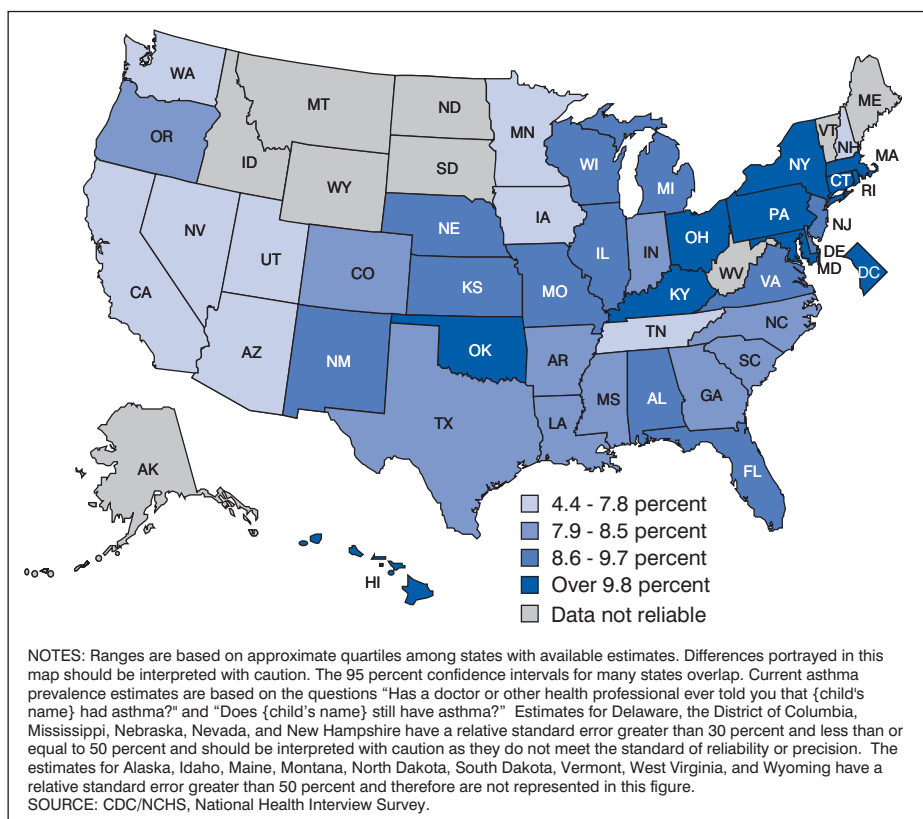 WA
MT
ND
MN
ME
VT
NH
OR
ID
SD
WI
NY
MA
WY
MI
CT
RI
NV
UT
NE
IA
PA
NJ
IL
IN
OH
DE
MD
DC
CA
CO
KS
MO
WV
VA
KY
AZ
NM
OK
AR
TN
NC
SC
TX
LA
MS
AL
GA
FL
AK
HI
4.4 - 7.8 percent
7.9 - 8.5 percent
8.6 - 9.7 percent
Over 9.8 percent
Data not reliable
NOTES: Ranges are based on approximate quartiles among states with available estimates. Differences portrayed in this
map should be interpreted with caution. The 95 percent confidence intervals for many states overlap. Current asthma
prevalence estimates are based on the questions “Has a doctor or other health professional ever told you that {child's
name} had asthma?" and “Does {child’s name} still have asthma?” Estimates for Delaware, the District of Columbia,
Mississippi, Nebraska, Nevada, and New Hampshire have a relative standard error greater than 30 percent and less than or
equal to 50 percent and should be interpreted with caution as they do not meet the standard of reliability or precision. The
estimates for Alaska, Idaho, Maine, Montana, North Dakota, South Dakota, Vermont, West Virginia, and Wyoming have a
relative standard error greater than 50 percent and therefore are not represented in this figure.
SOURCE: CDC/NCHS, National Health Interview Survey.